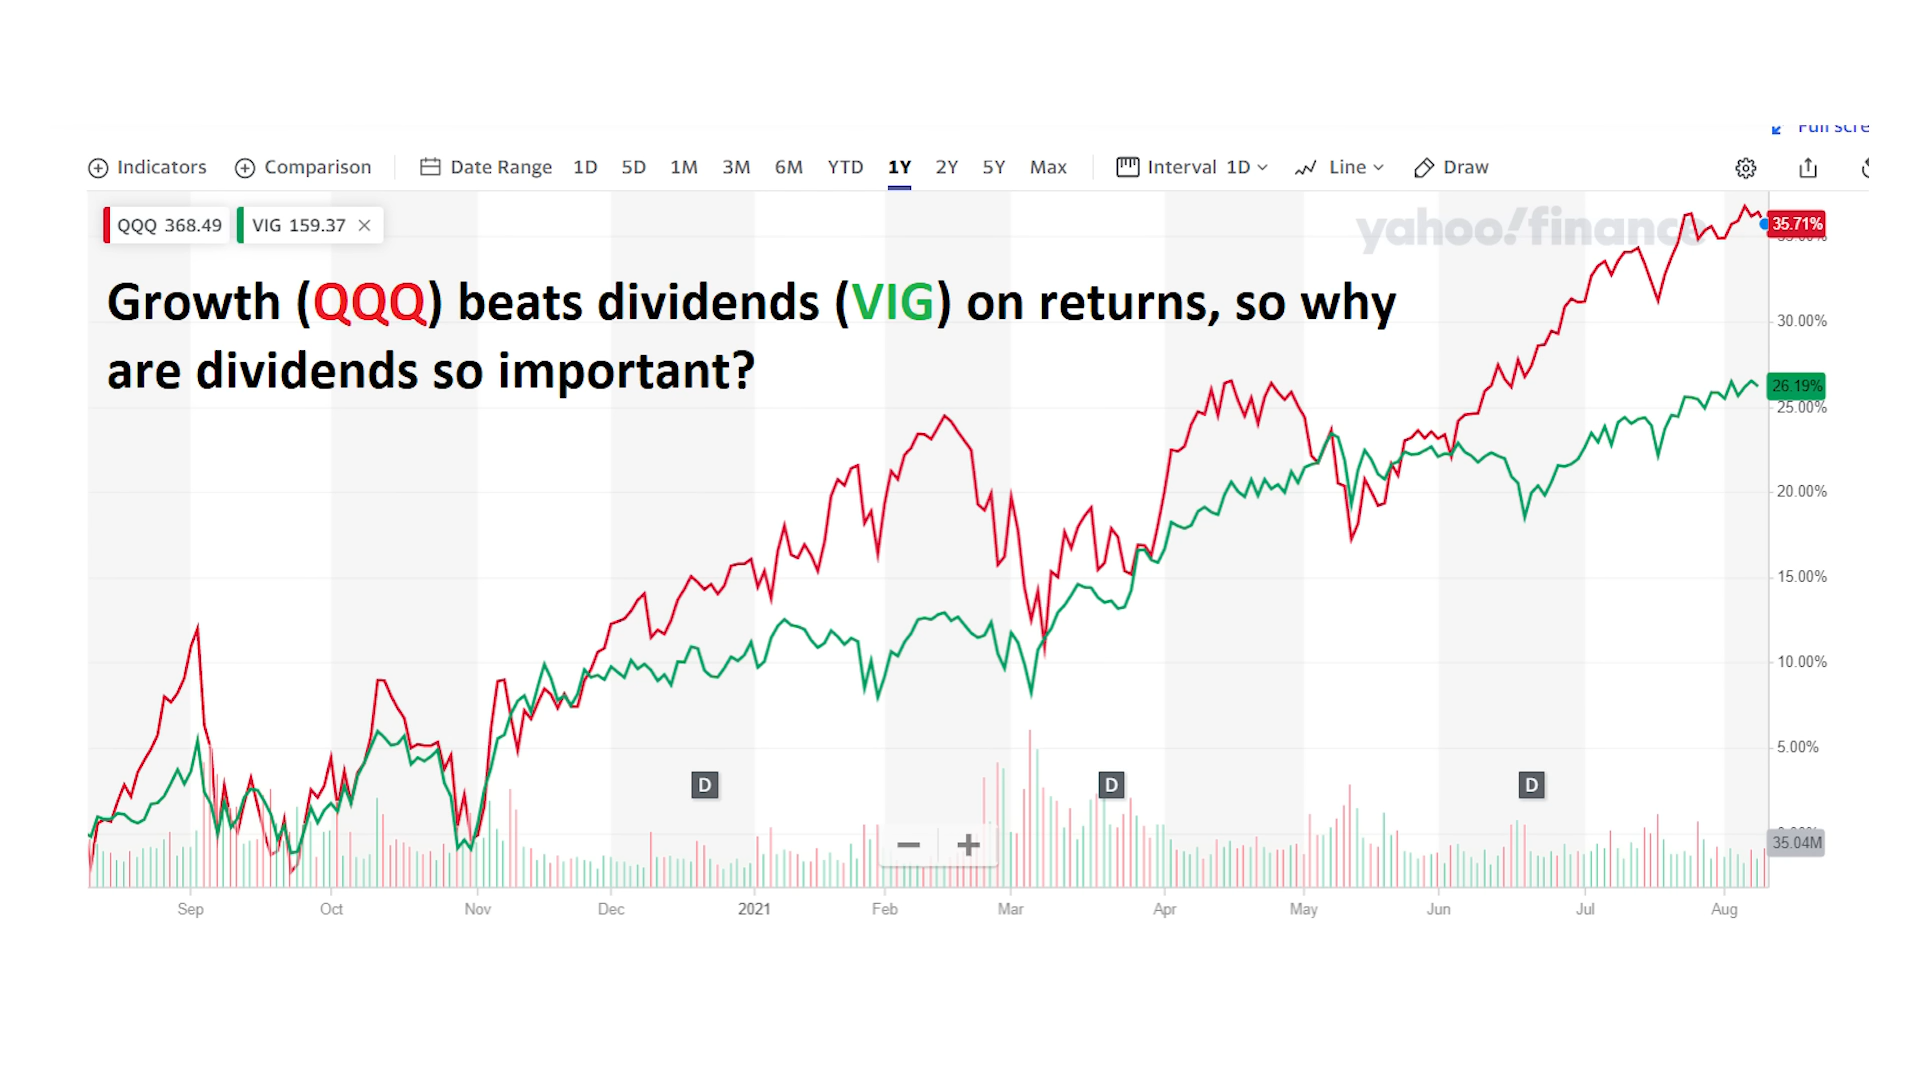 Full scre
Indicators Comparison Date Range 1D 5D 1M 3M 6M YTD 1Y 2Y 5Y Max Interval 1D Line Draw
QQQ 368.49 VIG 159.37
yahoo!finance
35.71%
Growth (QQQ) beats dividends (VIG) on returns, so why
are dividends so important?
30.00%
26.19%
25.00%
20.00%
15.00%
10.00%
5.00%
D D D
35.04M
Sep Oct Nov Dec 2021 Feb Mar Apr May Jun Jul Aug